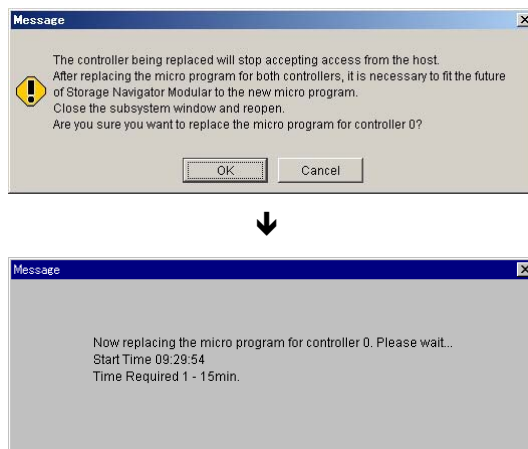 Message
The controller being replaced will stop accepting access from the host.
After replacing the micro program for both controllers, it is necessary to fit the future
of Storage Navigator Modular to the new micro program.
Close the subsystem window and reopen.
Are you sure you want to replace the micro program for controller 0?
OK
Cancel
Message
Now replacing the micro program for controller 0. Please wait...
Start Time 09:29:54
Time Required 1 - 15min.